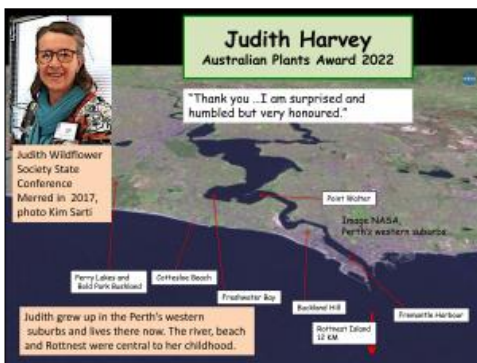 Judith Harvey
Australian Plants Award 2022
"Thank you ...I am surprised and
humbled but very honoured."
Judith Wildflower
Society State
Conference
Merred in 2017,
photo Kim Sarti
Point Walter
Image NASA,
Perth's western suburbs
Perry Lakes and
Bold Park Bushland
Cottesloe Beach
Freshwater Bay
Buckland Hill
Fremantle Harbour
Rottnest Island
12 KM
Judith grew up in the Perth's western
suburbs and lives there now. The river, beach
and Rottnest were central to her childhood.